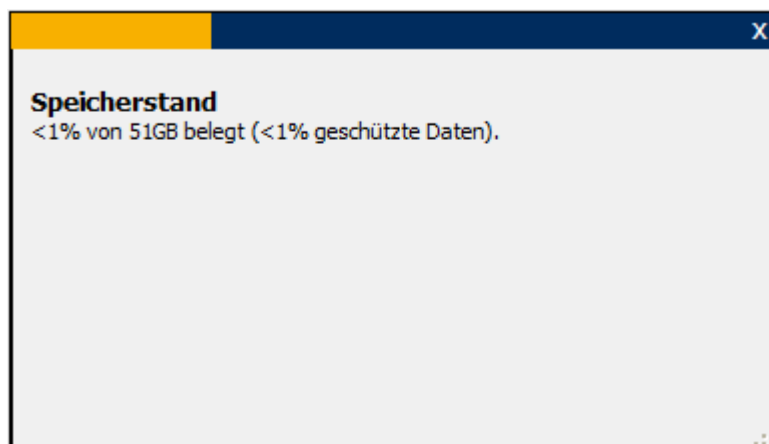 X
Speicherstand
<1% von 51GB belegt (<1% geschützte Daten).